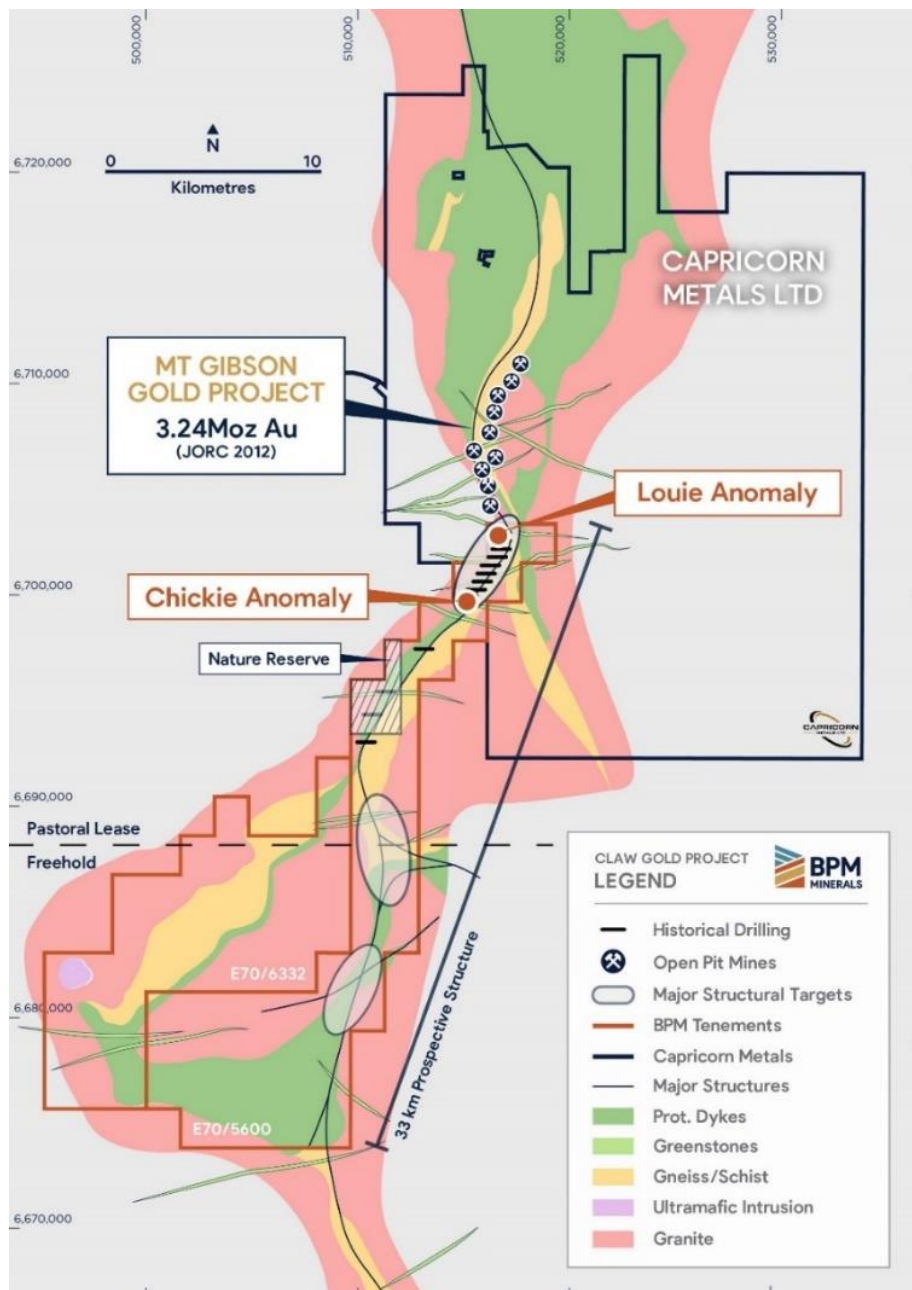 500,000
510,000
520,000
530,000
N
0
10
Kilometres
6,720,000
CAPRICORN
METALS LTD
MT GIBSON
GOLD PROJECT
3.24Moz Au
(JORC 2012)
6,710,000
Louie Anomaly
6,700,000
Chickie Anomaly
Nature Reserve
CAPRICORN
METALS LTD
6,690,000
Pastoral Lease
Freehold
33 km Prospective Structure
E70/6332
6,680,000
E70/5600
6,670,000
CLAW GOLD PROJECT
LEGEND
BPM
MINERALS
Historical Drilling
Open Pit Mines
Major Structural Targets
BPM Tenements
Capricorn Metals
Major Structures
Prot. Dykes
Greenstones
Gneiss/Schist
Ultramafic Intrusion
Granite